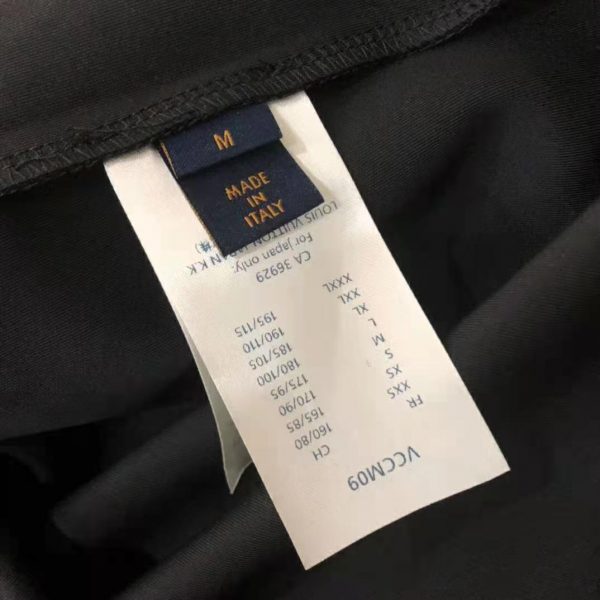 M
MADE
IN
ITALY
VCCM09
FR CH
XXS 160/80
XS 165/85
S 170/90
M 175/95
L 180/100
XL 185/105
XXL 190/110
XXXL 195/115
CA 36929
For japan only:
LOUIS VUITTON K.K.